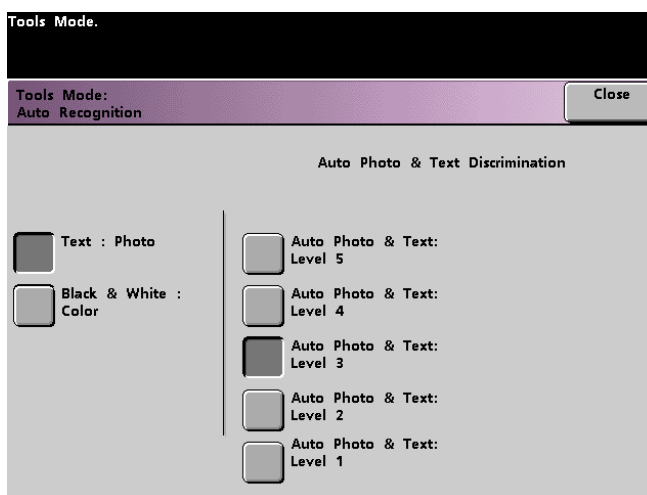 Tools Mode.
Tools Mode:
Auto Recognition
Close
Auto Photo & Text Discrimination
Text : Photo
Black & White :
Color
Auto Photo & Text:
Level 5
Auto Photo & Text:
Level 4
Auto Photo & Text:
Level 3
Auto Photo & Text:
Level 2
Auto Photo & Text:
Level 1